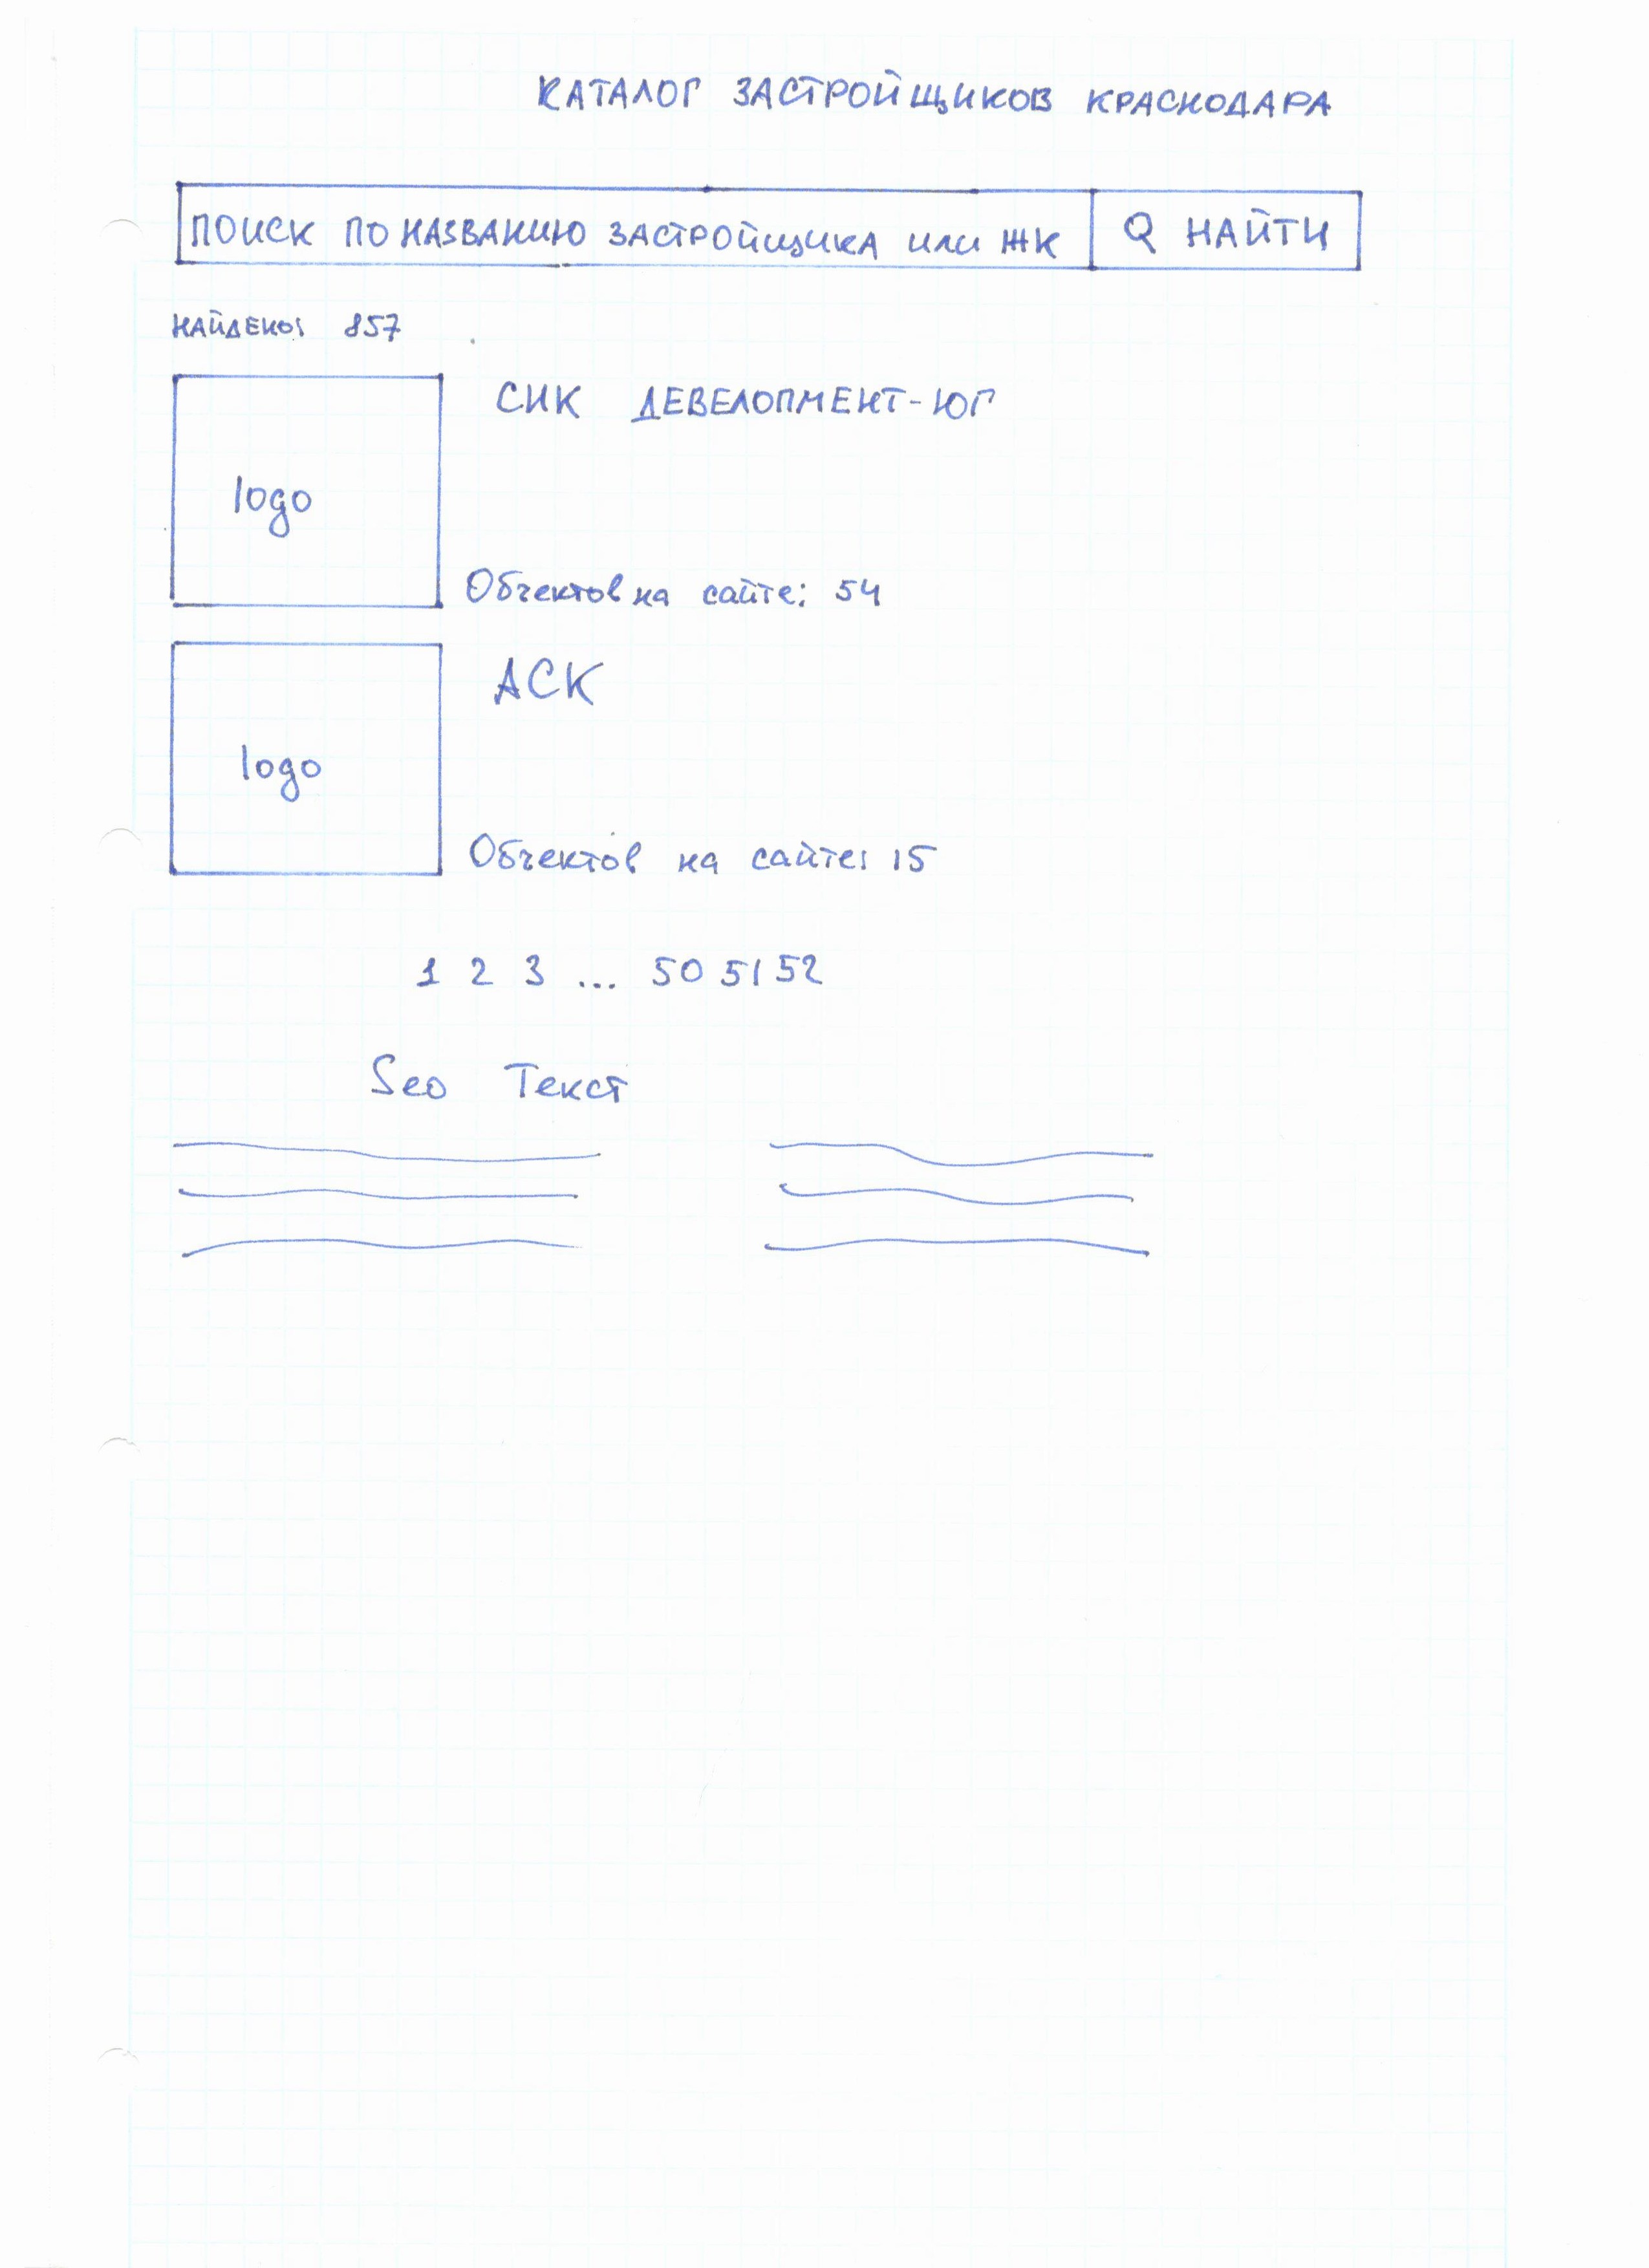 КАТАЛОГ ЗАСТРОЙЩИКОВ КРАСНОДАРА
ПОИСК ПО НАЗВАНИЮ ЗАСТРОЙЩИКА ИЛИ ЖК НАЙТИ
НАЙДЕНО: 857
СИК ДЕВЕЛОПМЕНТ-ЮГ
logo
Объектов на сайте: 54
АСК
logo
Объектов на сайте: 15
1 2 3 ... 50 51 52
Seo Текст